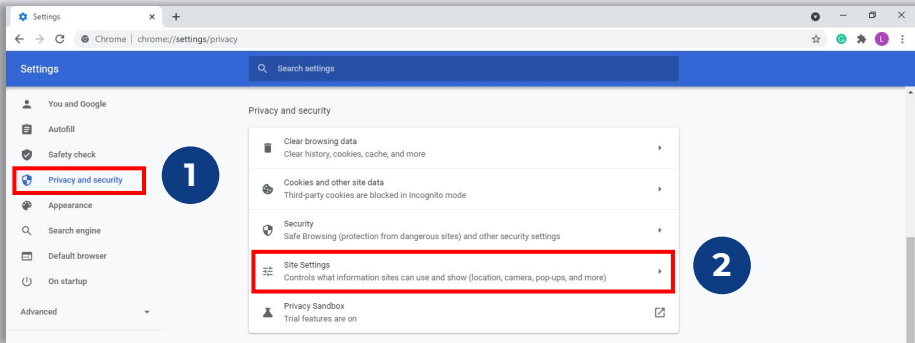 Settings
Chrome | chrome://settings/privacy
L
Settings
Search settings
You and Google
Autofill
Safety check
Privacy and security
Appearance
Search engine
Default browser
On startup
Advanced
1
Privacy and security
Clear browsing data
Clear history, cookies, cache, and more
Cookies and other site data
Third-party cookies are blocked in Incognito mode
Security
Safe Browsing (protection from dangerous sites) and other security settings
Site Settings
Controls what information sites can use and show (location, camera, pop-ups, and more)
2
Privacy Sandbox
Trial features are on